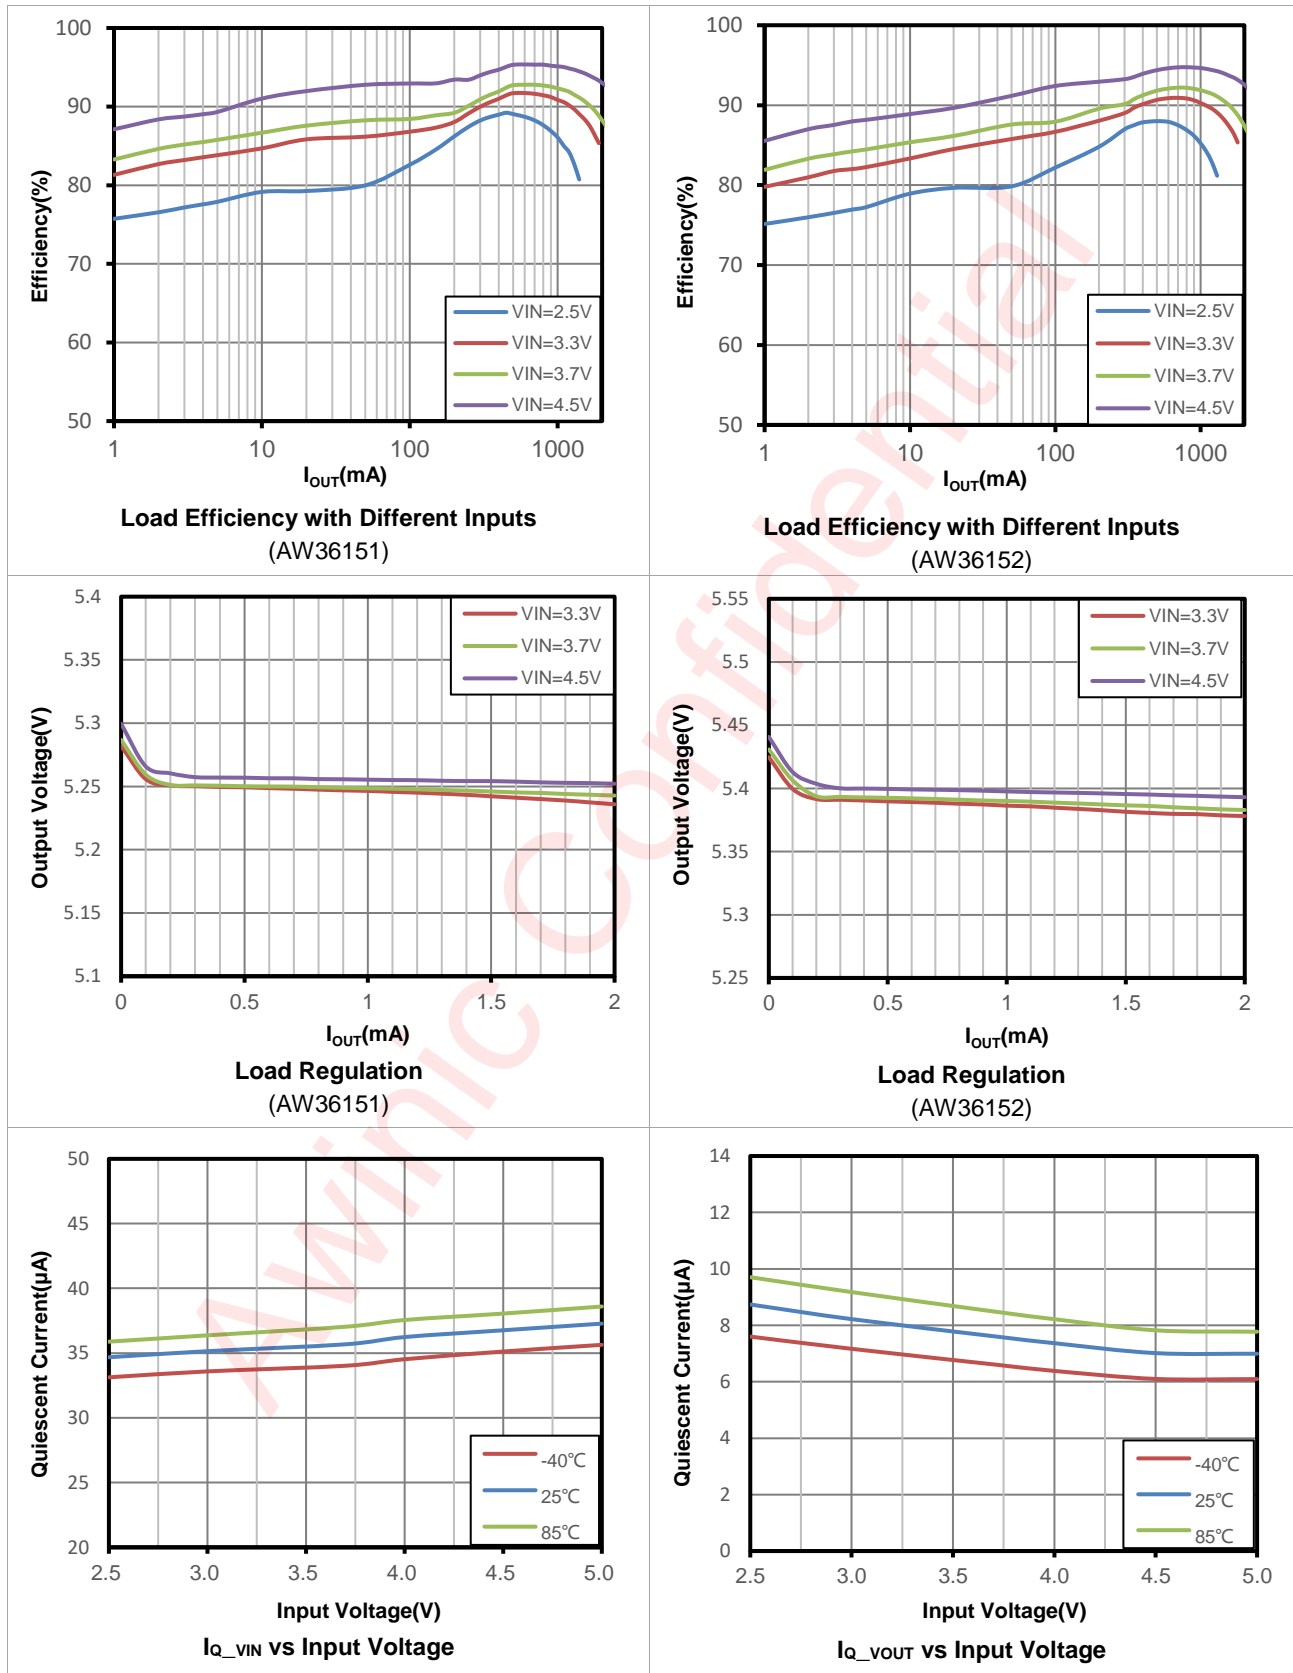 100
90
80
70
60
50
Efficiency(%)
VIN=2.5V
VIN=3.3V
VIN=3.7V
VIN=4.5V
1 10 100 1000
IOUT(mA)
Load Efficiency with Different Inputs
(AW36151)
100
90
80
70
60
50
Efficiency(%)
VIN=2.5V
VIN=3.3V
VIN=3.7V
VIN=4.5V
1 10 100 1000
IOUT(mA)
Load Efficiency with Different Inputs
(AW36152)
5.4
5.35
5.3
5.25
5.2
5.15
5.1
Output Voltage(V)
VIN=3.3V
VIN=3.7V
VIN=4.5V
0 0.5 1 1.5 2
IOUT(mA)
Load Regulation
(AW36151)
5.55
5.5
5.45
5.4
5.35
5.3
5.25
Output Voltage(V)
VIN=3.3V
VIN=3.7V
VIN=4.5V
0 0.5 1 1.5 2
IOUT(mA)
Load Regulation
(AW36152)
50
45
40
35
30
25
20
Quiescent Current(μA)
-40℃
25℃
85℃
2.5 3.0 3.5 4.0 4.5 5.0
Input Voltage(V)
IQ_VIN vs Input Voltage
14
12
10
8
6
4
2
0
Quiescent Current(μA)
-40℃
25℃
85℃
2.5 3.0 3.5 4.0 4.5 5.0
Input Voltage(V)
IQ_VOUT vs Input Voltage
Awinic Confidential